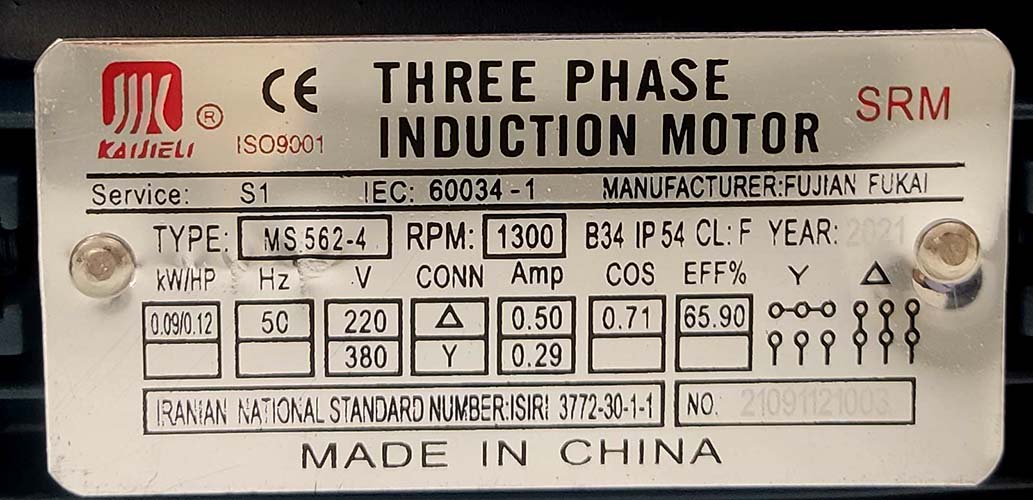 KAIJIELI ® CE ISO9001
THREE PHASE
INDUCTION MOTOR
SRM
Service: S1 IEC: 60034-1 MANUFACTURER:FUJIAN FUKAI
TYPE: MS 562-4 RPM: 1300 B34 IP 54 CL: F YEAR: 2021
kW/HP Hz V CONN Amp COS EFF% Y Δ
0.09/0.12 50 220 Δ 0.50 0.71 65.90
380 Y 0.29
IRANIAN NATIONAL STANDARD NUMBER:ISIRI 3772-30-1-1 NO. 21091121003
MADE IN CHINA